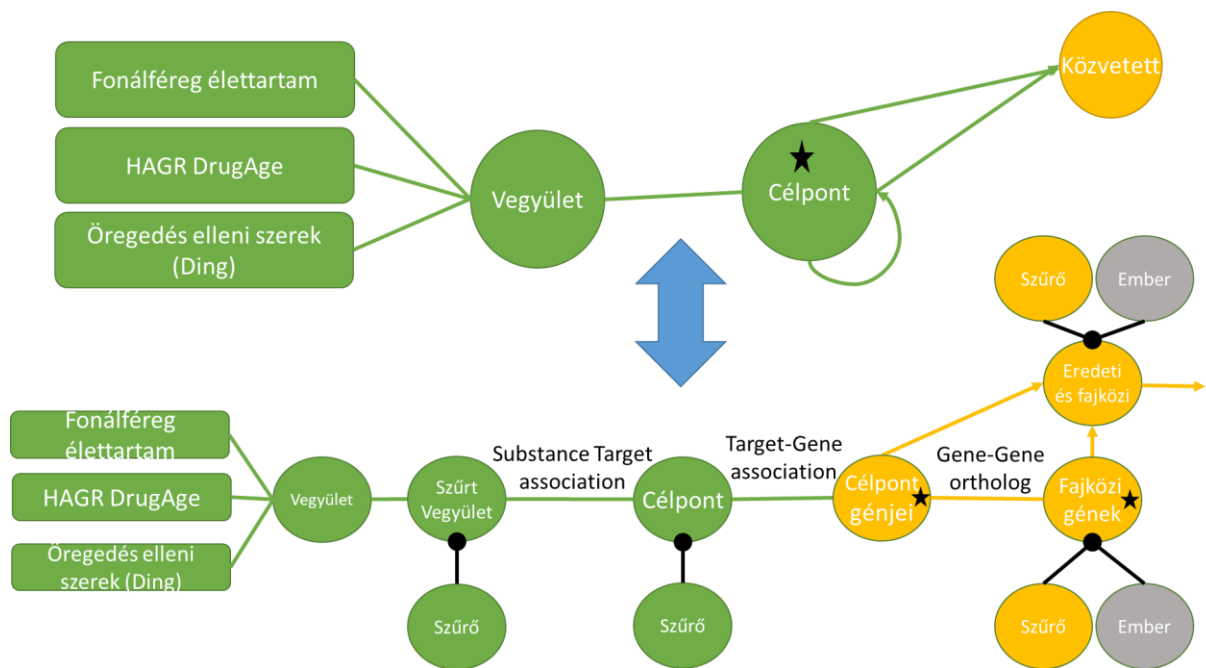 Fonálféreg élettartam
HAGR DrugAge
Öregedés elleni szerek
(Ding)
Vegyület
Célpont
Közvetett
Szűrő
Ember
Eredeti
és fajközi
Fonálféreg
élettartam
HAGR DrugAge
Öregedés elleni
szerek (Ding)
Vegyület
Szűrt
Vegyület
Substance Target
association
Célpont
Target-Gene
association
Célpont
génjei
Gene-Gene
ortholog
Fajközi
gének
Szűrő
Szűrő
Szűrő
Ember